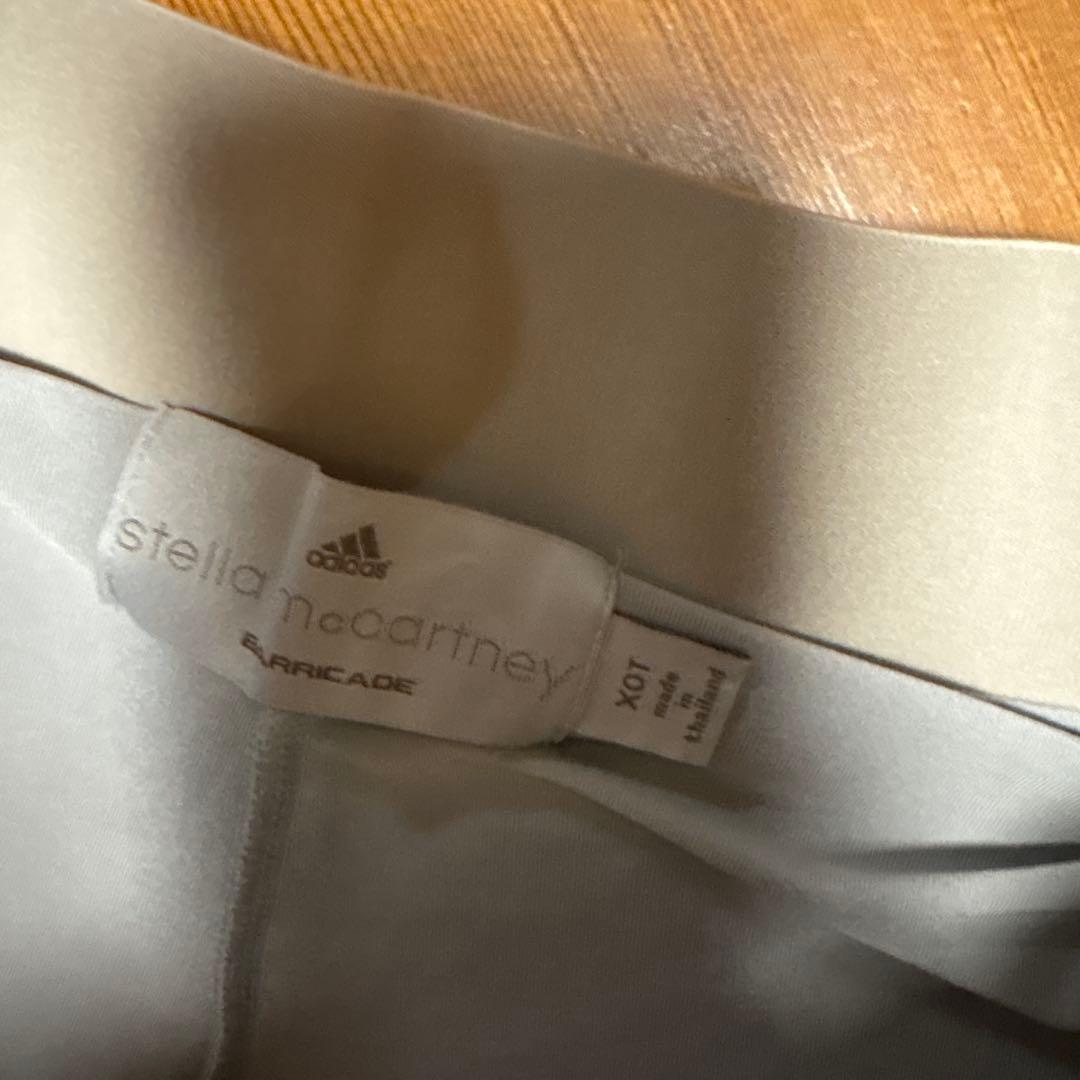 adidas
stella mccartney
BARRICADE
XOT
made
in
thailand